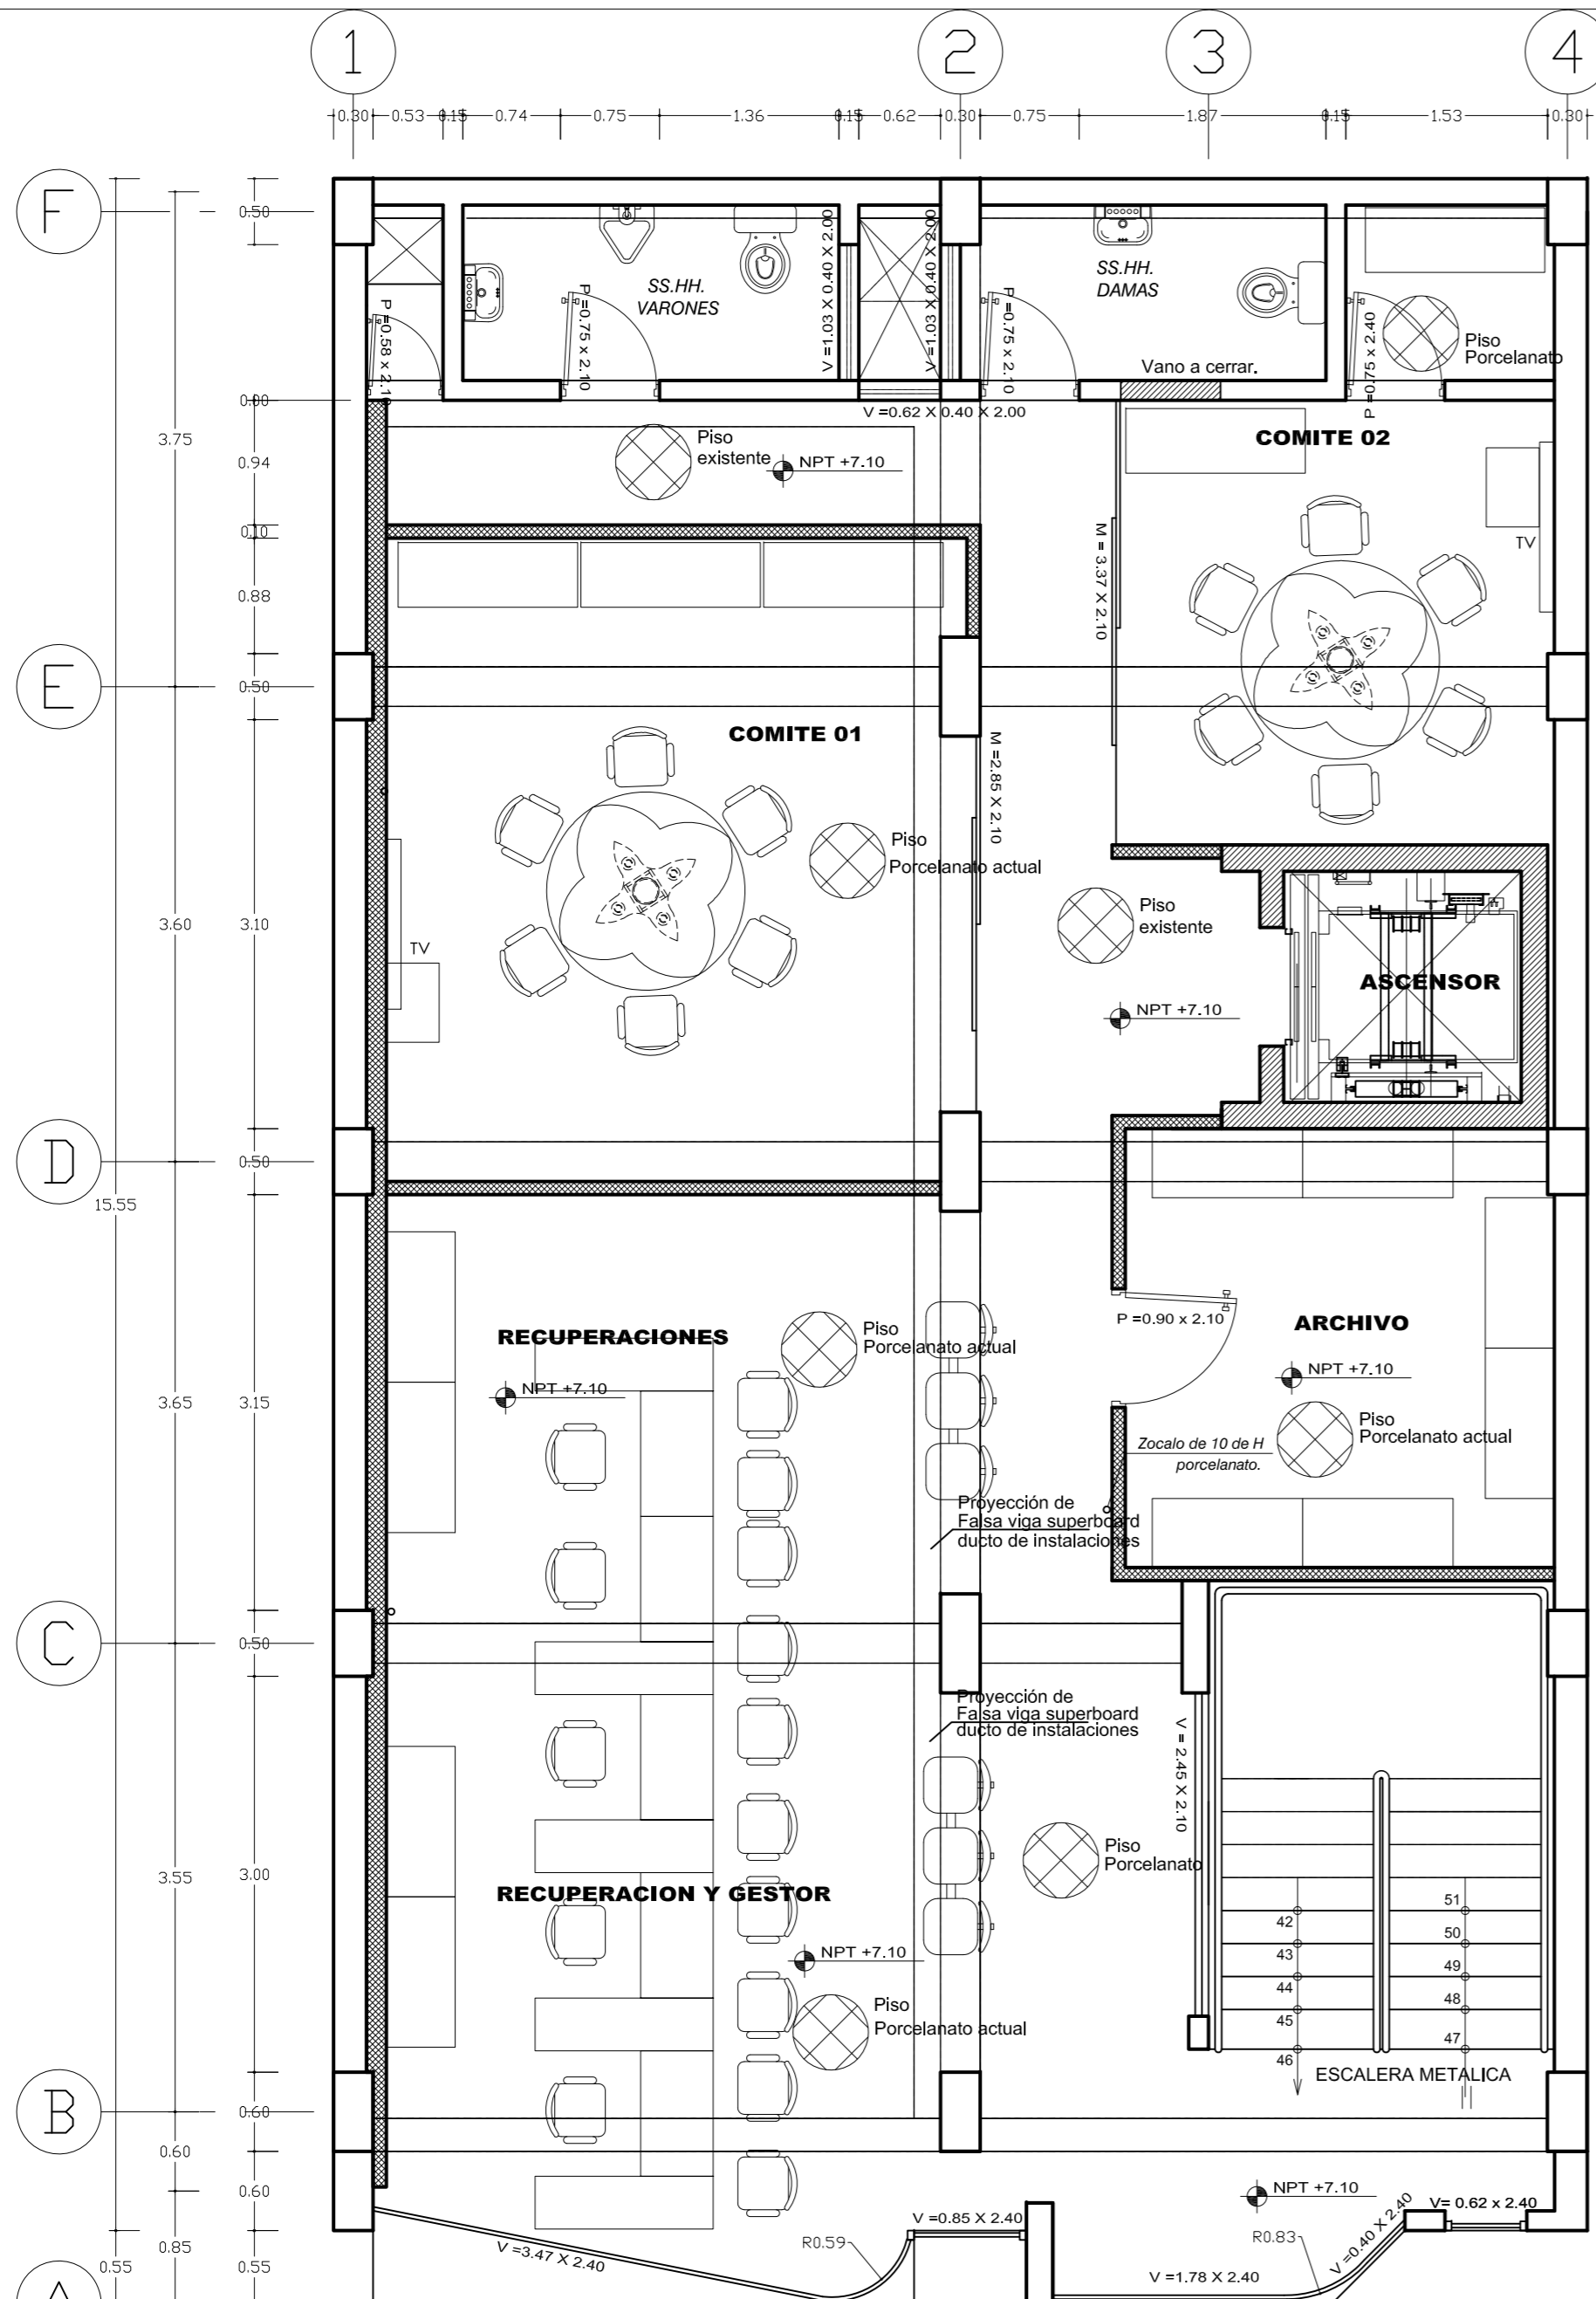 1
2
3
4
0.30
0.53
0.15
0.74
0.75
1.36
0.15
0.62
0.30
0.75
1.87
0.15
1.53
0.30
F
0.50
SS.HH.
VARONES
V =1.03 X 0.40 X 2.00
V =1.03 X 0.40 X 2.00
SS.HH.
DAMAS
P =0.58 x 2.10
P =0.75 x 2.10
P =0.75 x 2.10
P =0.75 x 2.40
Piso
Porcelanato
Vano a cerrar.
0.00
V =0.62 X 0.40 X 2.00
3.75
0.94
Piso
existente
NPT +7.10
COMITE 02
0.10
M = 3.37 X 2.10
TV
0.88
E
0.50
COMITE 01
M =2.85 X 2.10
Piso
Porcelanato actual
3.60
3.10
TV
Piso
existente
NPT +7.10
ASCENSOR
D
0.50
15.55
RECUERACIONES
Piso
Porcelanato actual
NPT +7.10
3.65
3.15
P =0.90 x 2.10
ARCHIVO
NPT +7.10
Piso
Porcelanato actual
Zocalo de 10 de H
porcelanato.
Proyección de
Falsa viga superboard
ducto de instalaciones
C
0.50
Proyección de
Falsa viga superboard
ducto de instalaciones
V = 2.45 X 2.10
3.55
3.00
Piso
Porcelanato
RECUPERACION Y GESTOR
NPT +7.10
Piso
Porcelanato actual
42
43
44
45
46
51
50
49
48
47
ESCALERA METALICA
B
0.60
0.60
0.60
NPT +7.10
V =0.85 X 2.40
V= 0.62 x 2.40
V =0.40 X 2.40
R0.59
R0.83
V =3.47 X 2.40
V =1.78 X 2.40
0.85
0.55
0.55
A